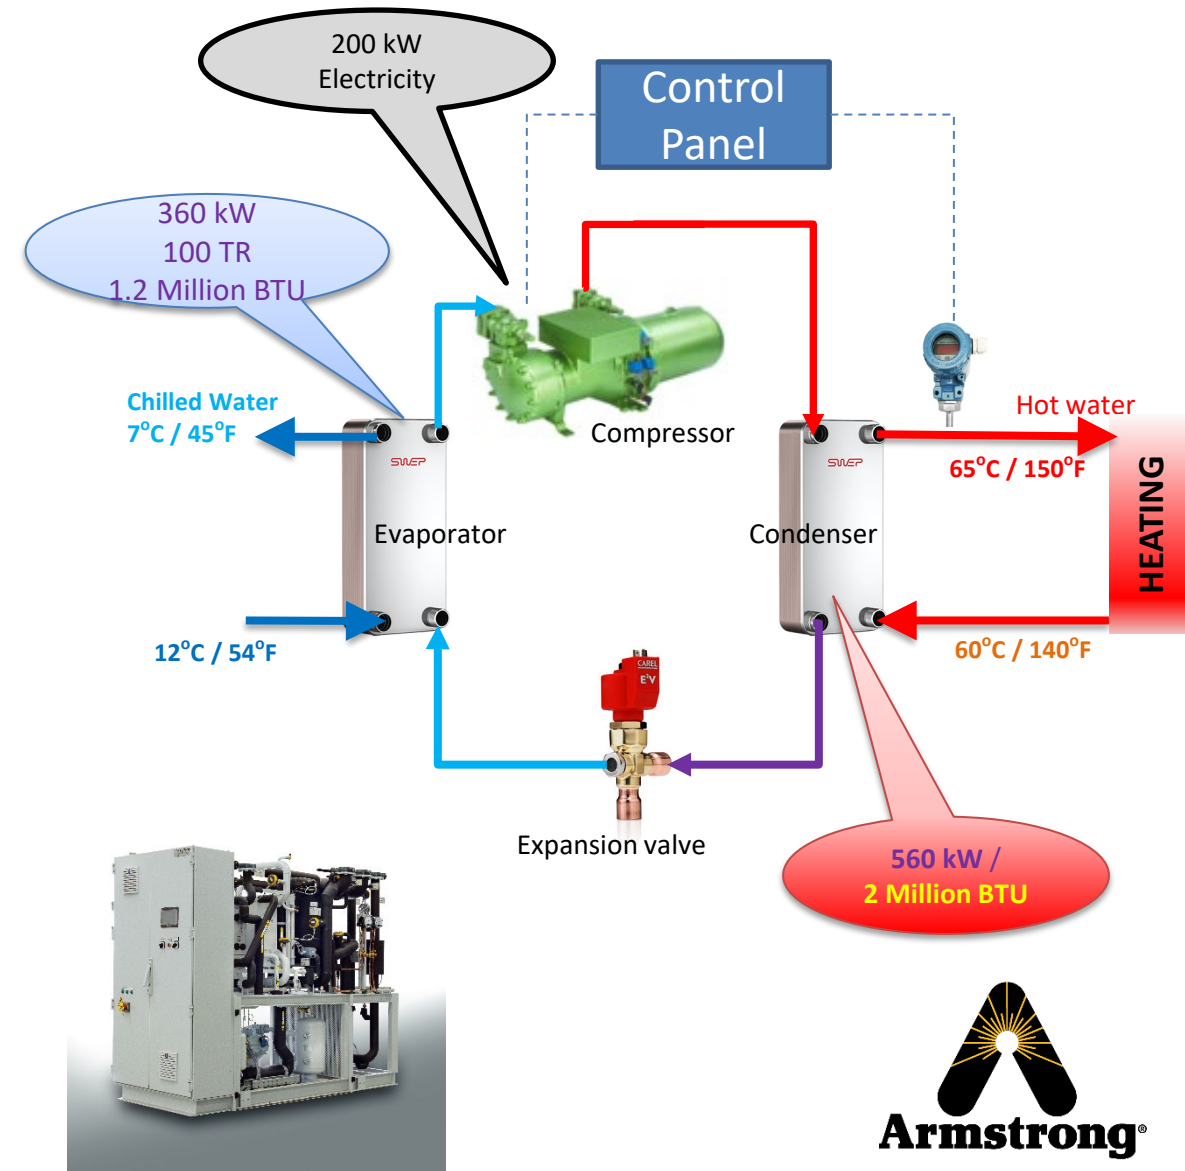 200 kW
Electricity
Control
Panel
360 kW
100 TR
1.2 Million BTU
Chilled Water
7°C / 45°F
Compressor
Hot water
65°C / 150°F
SWEP
SWEP
Evaporator
Condenser
HEATING
12°C / 54°F
60°C / 140°F
CAREL
E²V
Expansion valve
560 kW /
2 Million BTU
Armstrong®